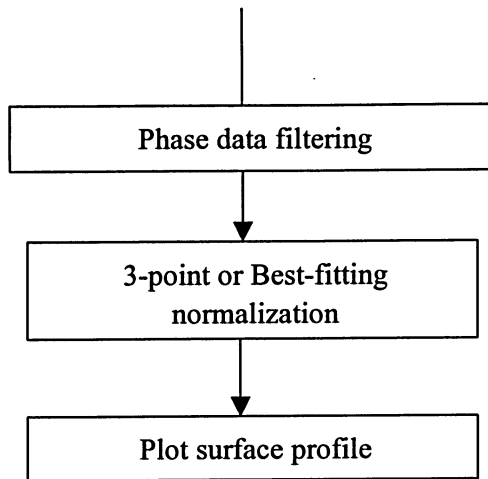 Phase data filtering
3-point or Best-fitting
normalization
Plot surface profile